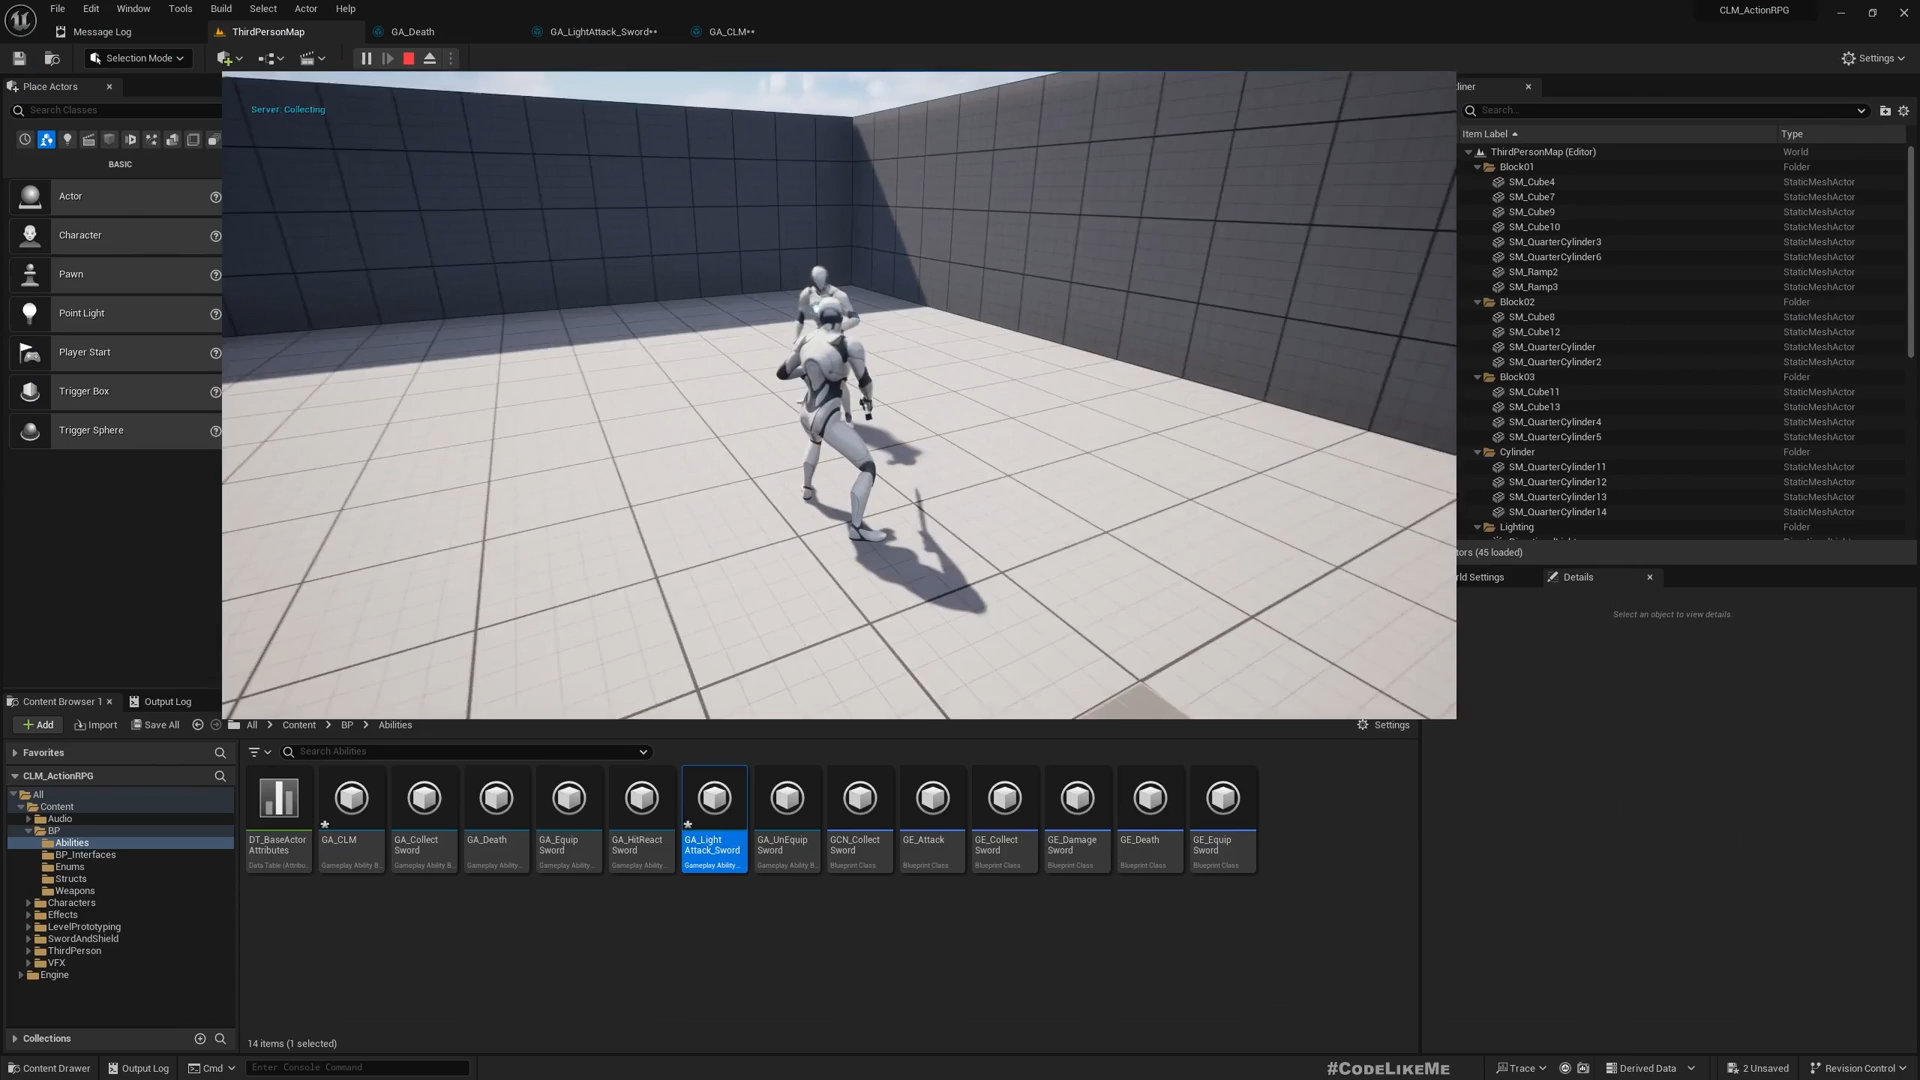 File Edit Window Tools Build Select Actor Help
CLM_ActionRPG
Message Log
ThirdPersonMap
GA_Death
GA_LightAttack_Sword**
GA_CLM**
Selection Mode
Settings
Place Actors
Search Classes
BASIC
Actor
Character
Pawn
Point Light
Player Start
Trigger Box
Trigger Sphere
Server: Collecting
liner
Search...
Item Label Type
ThirdPersonMap (Editor) World
Block01 Folder
SM_Cube4 StaticMeshActor
SM_Cube7 StaticMeshActor
SM_Cube9 StaticMeshActor
SM_Cube10 StaticMeshActor
SM_QuarterCylinder3 StaticMeshActor
SM_QuarterCylinder6 StaticMeshActor
SM_Ramp2 StaticMeshActor
SM_Ramp3 StaticMeshActor
Block02 Folder
SM_Cube8 StaticMeshActor
SM_Cube12 StaticMeshActor
SM_QuarterCylinder StaticMeshActor
SM_QuarterCylinder2 StaticMeshActor
Block03 Folder
SM_Cube11 StaticMeshActor
SM_Cube13 StaticMeshActor
SM_QuarterCylinder4 StaticMeshActor
SM_QuarterCylinder5 StaticMeshActor
Cylinder Folder
SM_QuarterCylinder11 StaticMeshActor
SM_QuarterCylinder12 StaticMeshActor
SM_QuarterCylinder13 StaticMeshActor
SM_QuarterCylinder14 StaticMeshActor
Lighting Folder
tors (45 loaded)
rld Settings
Details
Select an object to view details.
Content Browser 1
Output Log
Add
Import
Save All
All > Content > BP > Abilities
Settings
Favorites
CLM_ActionRPG
All
Content
Audio
BP
Abilities
BP_Interfaces
Enums
Structs
Weapons
Characters
Effects
LevelPrototyping
SwordAndShield
ThirdPerson
VFX
Engine
Collections
Search Abilities
DT_BaseActor
Attributes
Data Table (Attribu..
GA_CLM
Gameplay Ability B..
GA_Collect
Sword
Gameplay Ability B..
GA_Death
Gameplay Ability...
GA_Equip
Sword
Gameplay Ability...
GA_HitReact
Sword
Gameplay Ability...
GA_Light
Attack_Sword
Gameplay Ability...
GA_UnEquip
Sword
Gameplay Ability B..
GCN_Collect
Sword
Blueprint Class
GE_Attack
Blueprint Class
GE_Collect
Sword
Blueprint Class
GE_Damage
Sword
Blueprint Class
GE_Death
Blueprint Class
GE_Equip
Sword
Blueprint Class
14 items (1 selected)
Content Drawer
Output Log
Cmd
Enter Console Command
#CODELIKEME
Trace
Derived Data
2 Unsaved
Revision Control